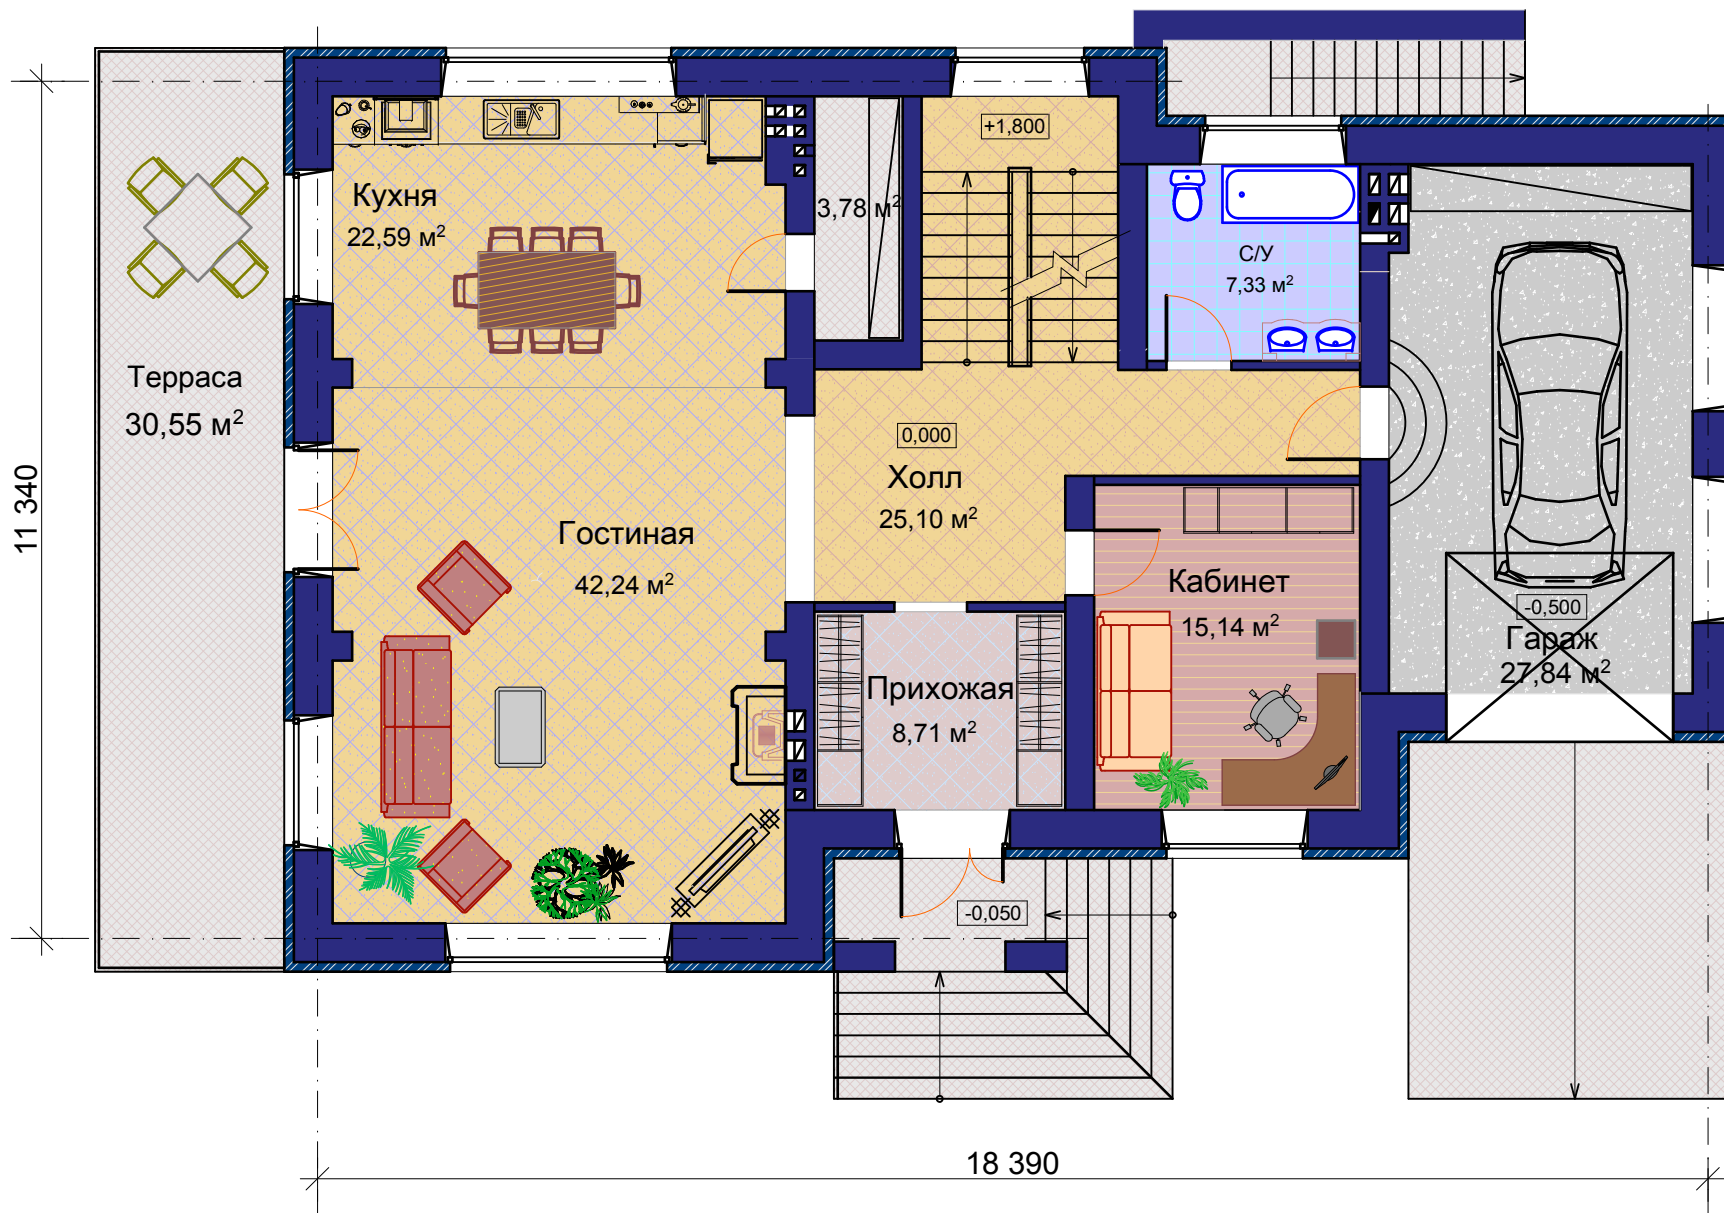 +1,800
Кухня
22,59 м²
3,78 м²
С/У
7,33 м²
Терраса
30,55 м²
0,000
Холл
25,10 м²
Гостиная
42,24 м²
11 340
Кабинет
15,14 м²
-0,500
Гараж
27,84 м²
Прихожая
8,71 м²
-0,050
18 390